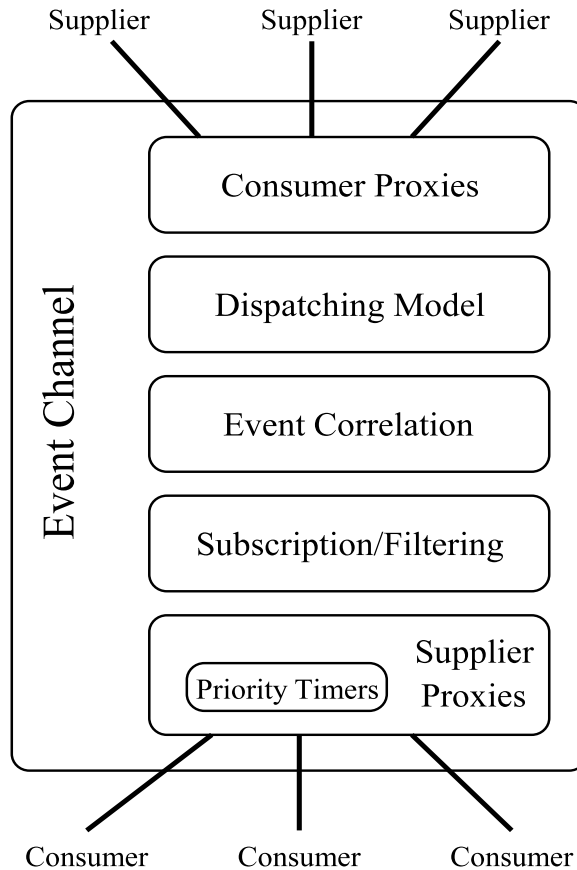 Supplier Supplier Supplier
Consumer Proxies
Dispatching Model
Event Channel
Event Correlation
Subscription/Filtering
Supplier
Proxies
Priority Timers
Consumer Consumer Consumer